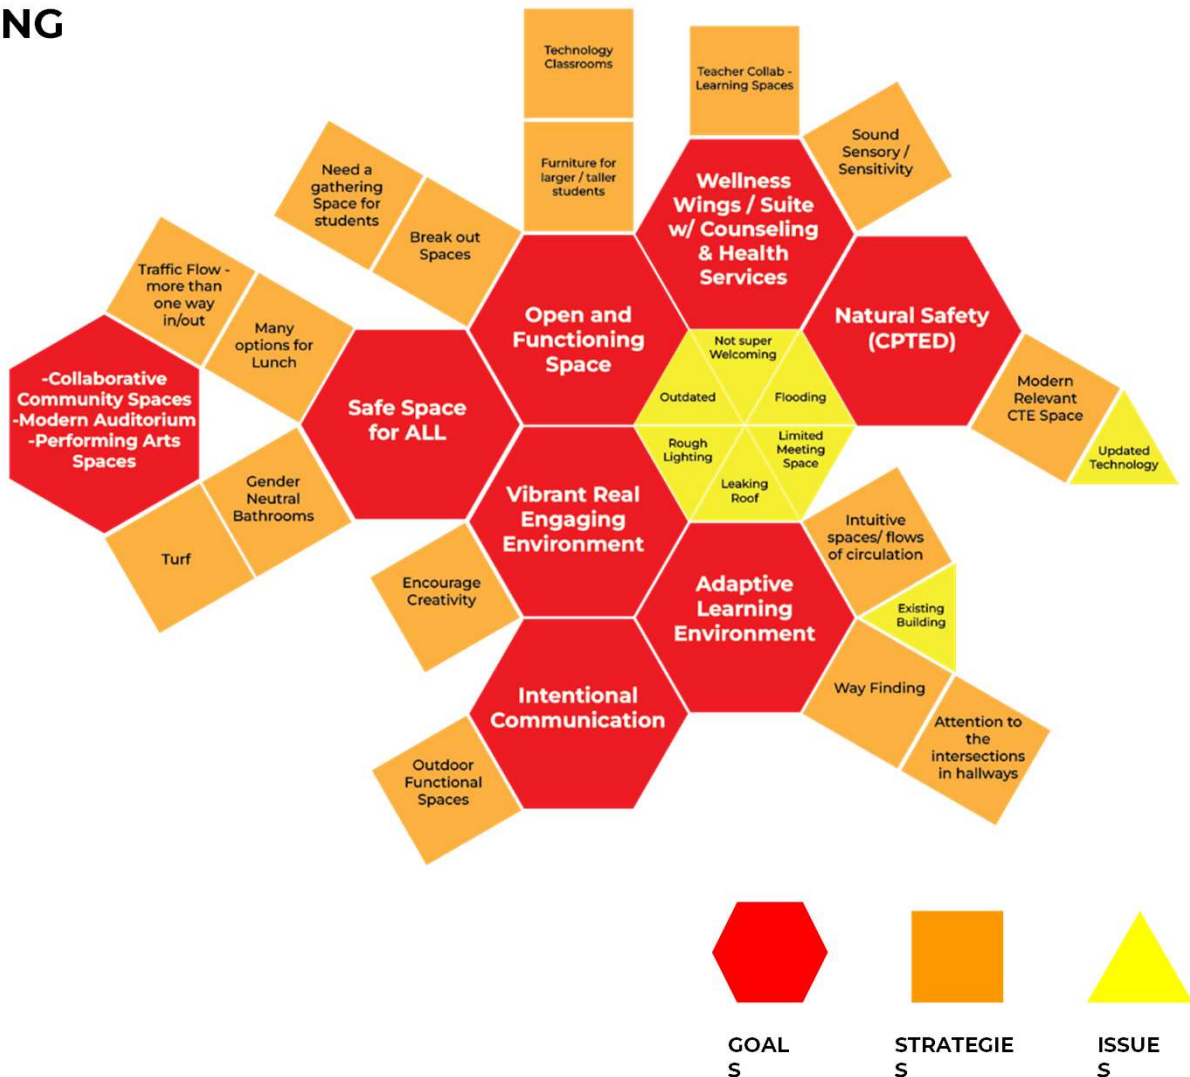 NG
Technology
Classrooms
Teacher Collab -
Learning Spaces
Sound
Sensory /
Sensitivity
Furniture for
larger / taller
students
Need a
gathering
Space for
students
Break out
Spaces
Wellness
Wings / Suite
w/ Counseling
& Health
Services
Traffic Flow -
more than
one way
in/out
Many
options for
Lunch
Open and
Functioning
Space
Natural Safety
(CPTED)
Not super
Welcoming
Outdated
Flooding
Modern
Relevant
CTE Space
Updated
Technology
-Collaborative
Community Spaces
-Modern Auditorium
-Performing Arts
Spaces
Safe Space
for ALL
Rough
Lighting
Limited
Meeting
Space
Leaking
Roof
Gender
Neutral
Bathrooms
Turf
Vibrant Real
Engaging
Environment
Intuitive
spaces/ flows
of circulation
Encourage
Creativity
Adaptive
Learning
Environment
Existing
Building
Way Finding
Attention to
the
intersections
in hallways
Intentional
Communication
Outdoor
Functional
Spaces
GOAL
S
STRATEGIE
S
ISSUE
S